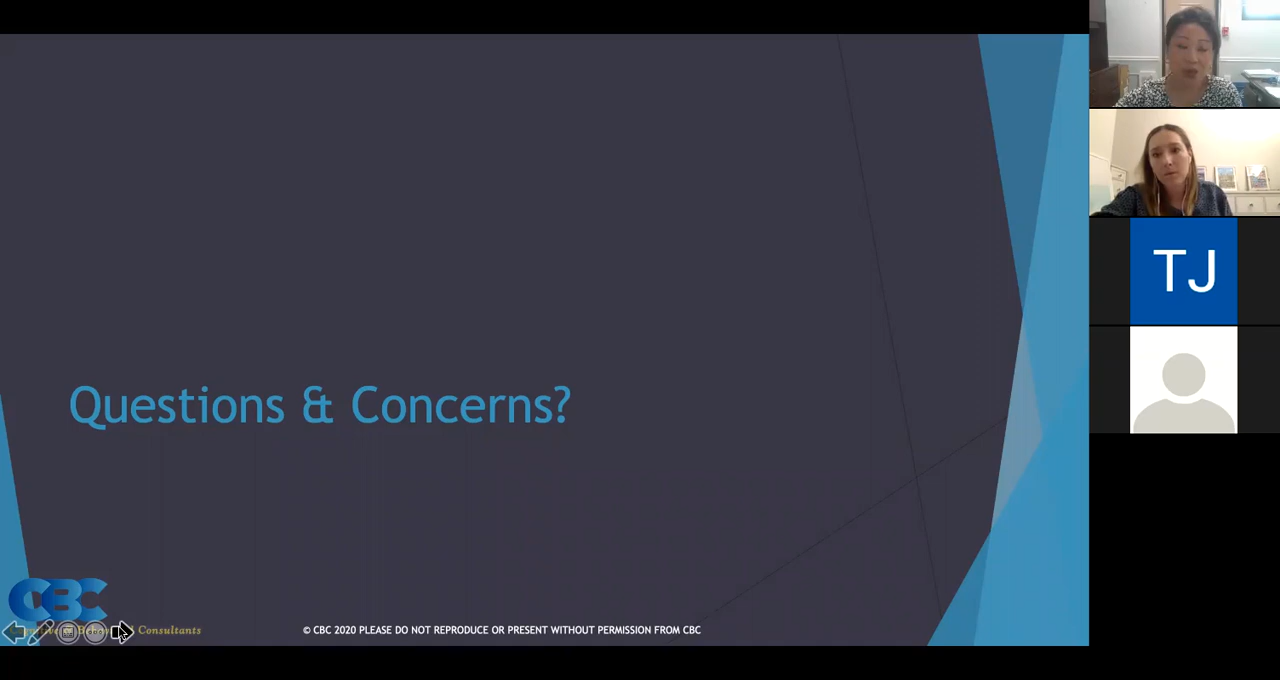 Questions & Concerns?
CBC
Consultants
© CBC 2020 PLEASE DO NOT REPRODUCE OR PRESENT WITHOUT PERMISSION FROM CBC
TJ